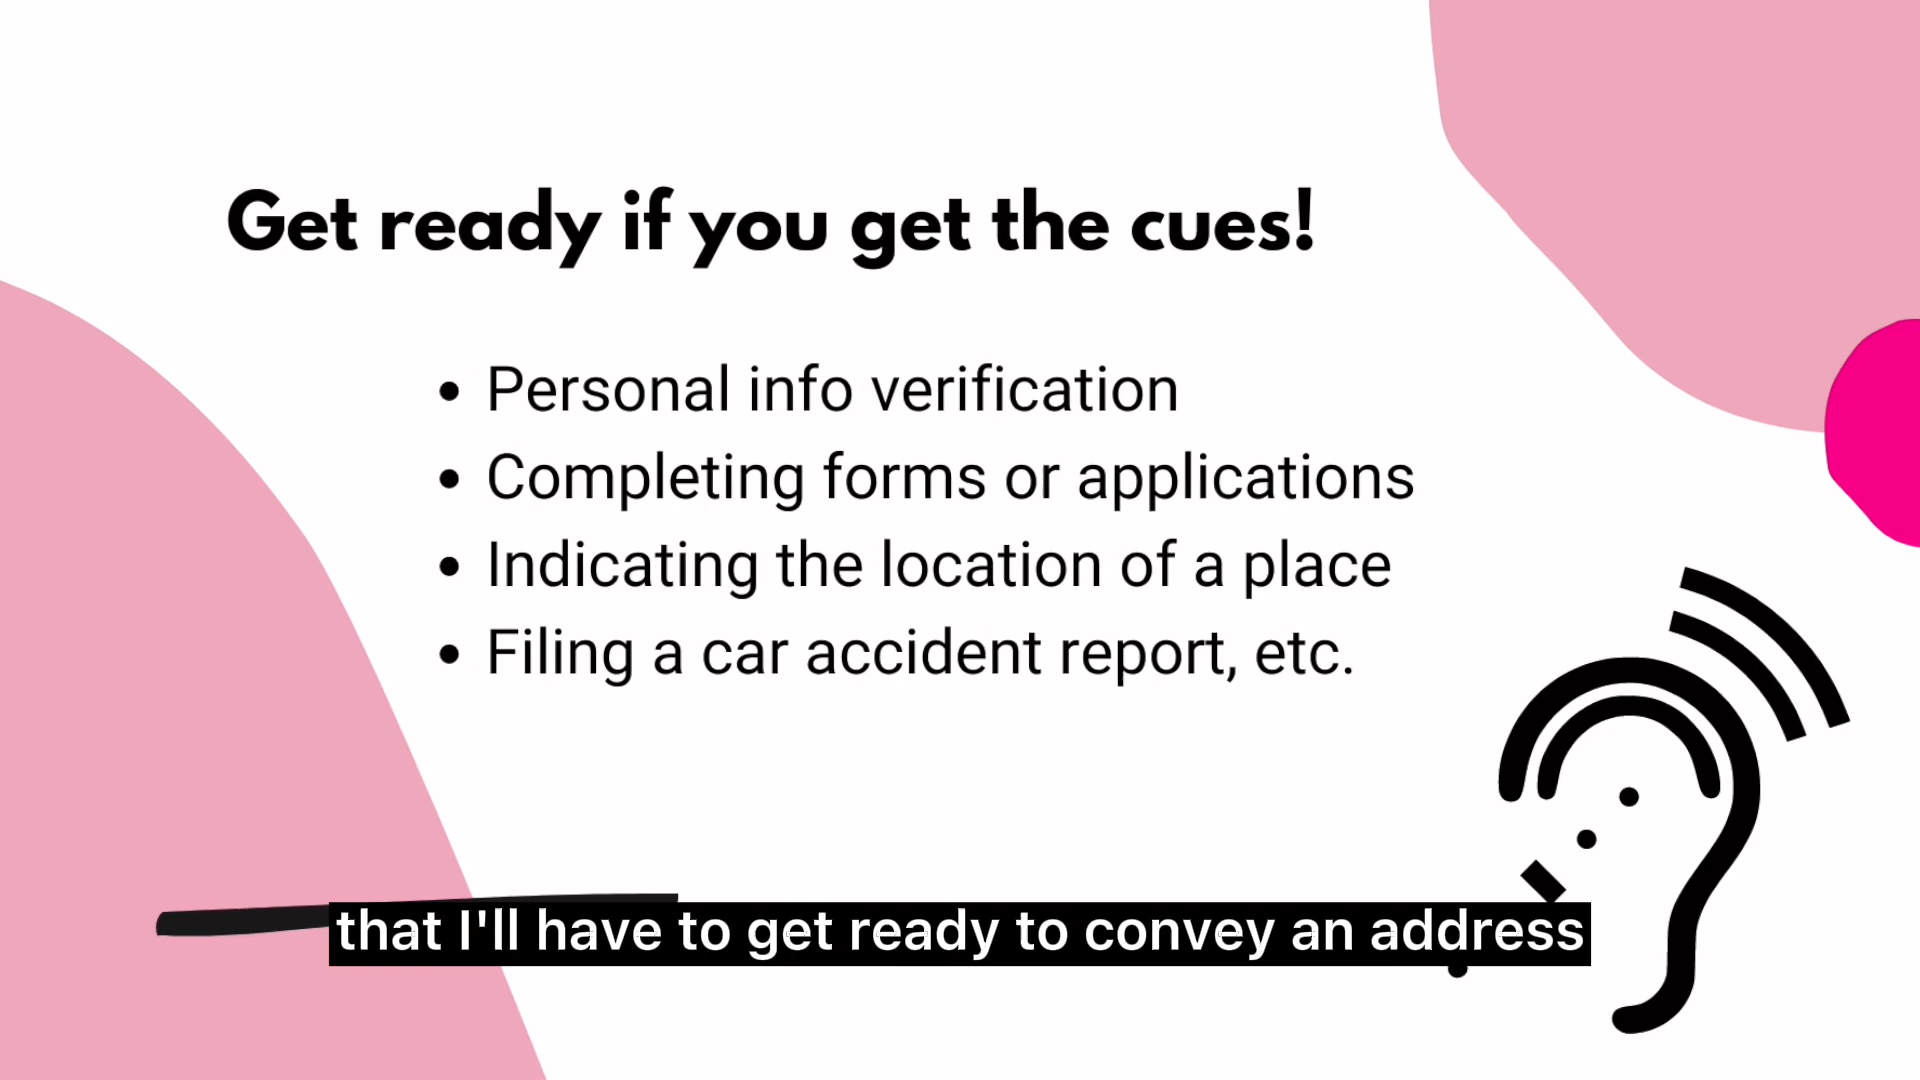 Get ready if you get the cues!
• Personal info verification
• Completing forms or applications
• Indicating the location of a place
• Filing a car accident report, etc.
that I'll have to get ready to convey an address